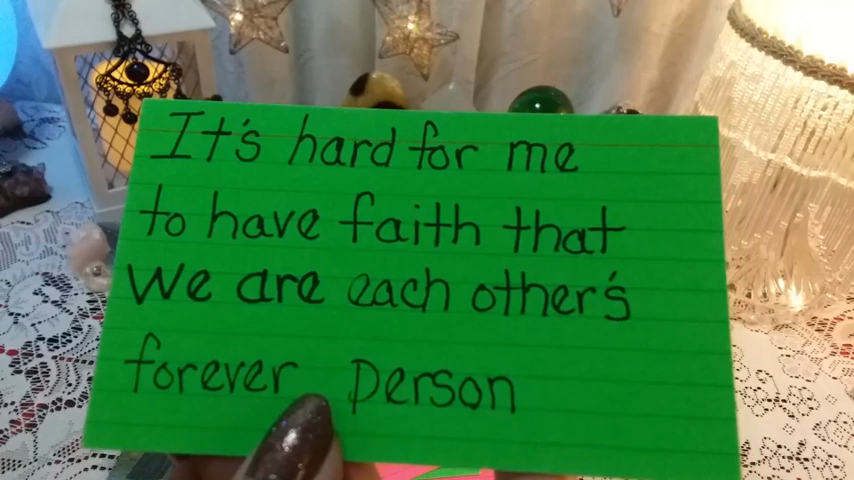 It's hard for me
to have faith that
we are each other's
forever person